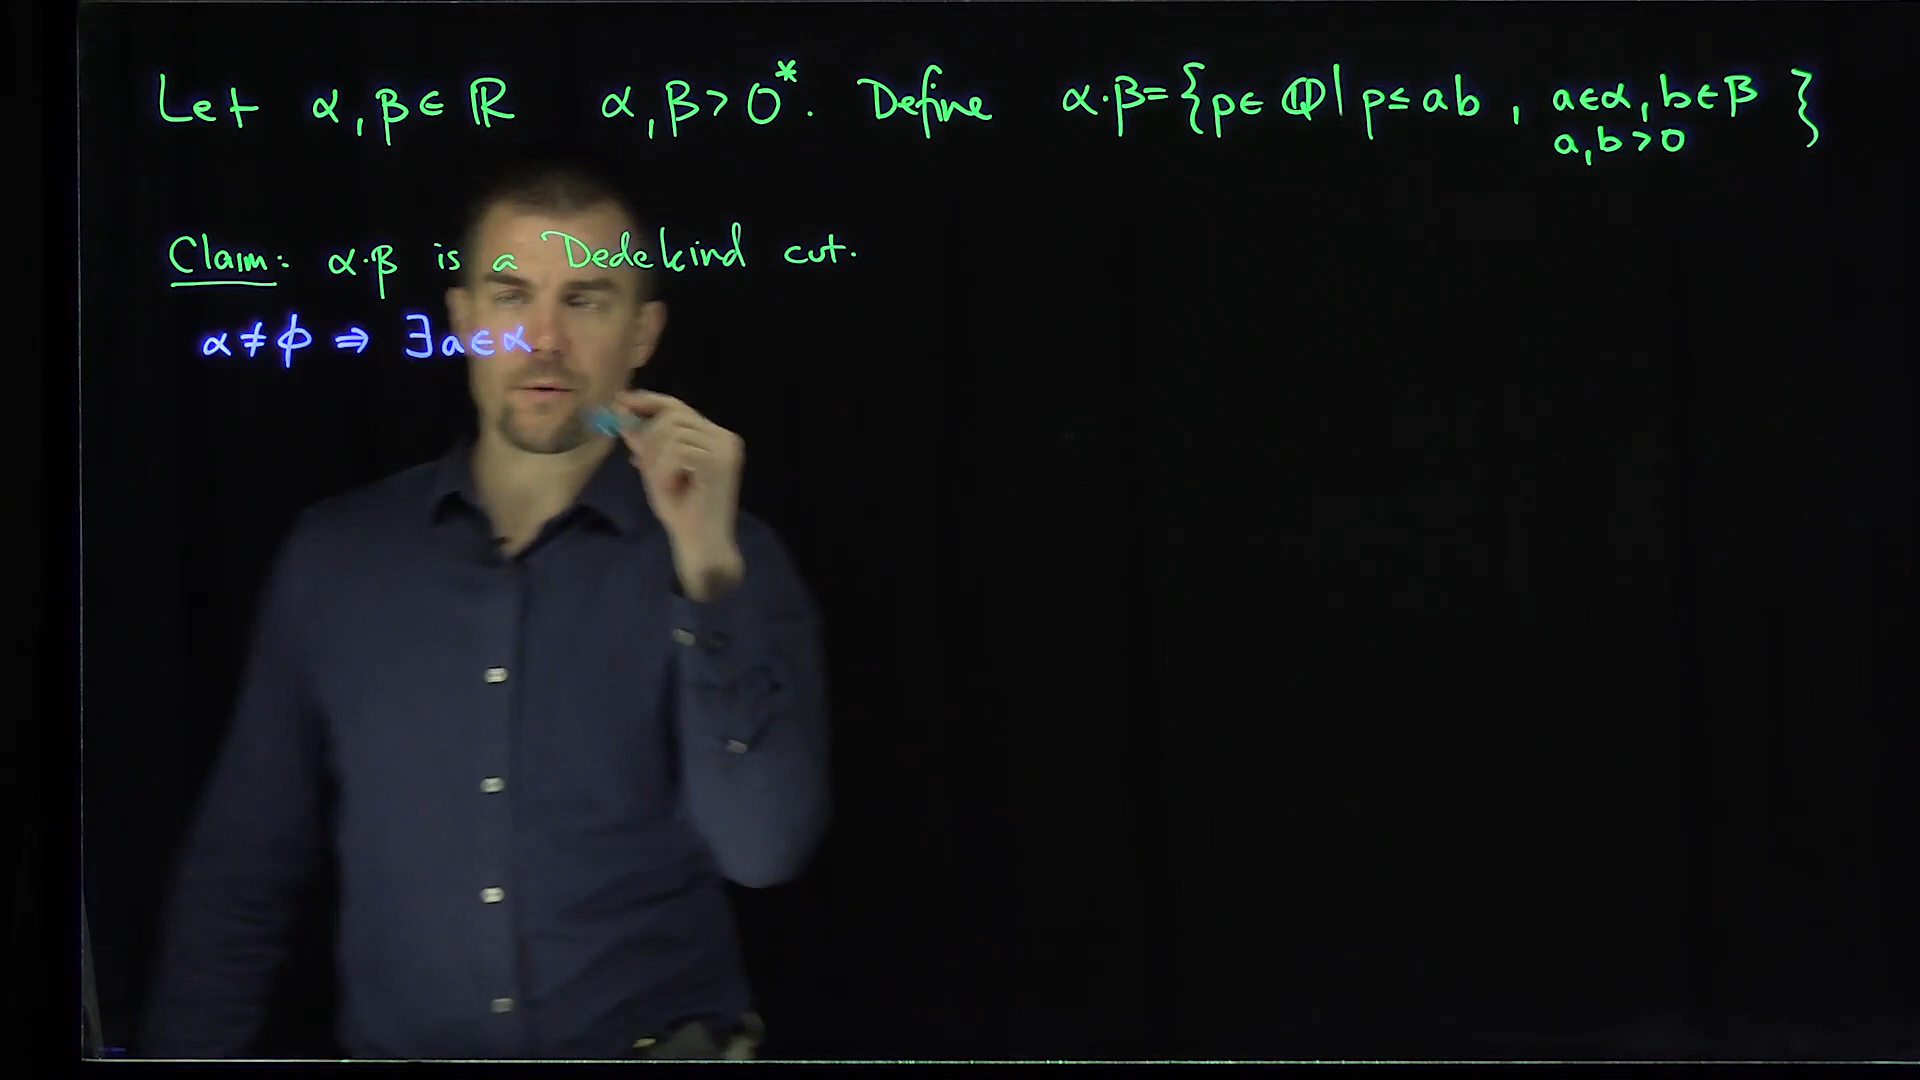 Let α, β ∈ ℝ α, β > 0*. Define α·β = {p ∈ ℚ | p ≤ ab , a∈α, b∈β }
a, b > 0
Claim: α·β is a Dedekind cut.
α ≠ ϕ ⇒ ∃ a ∈ α